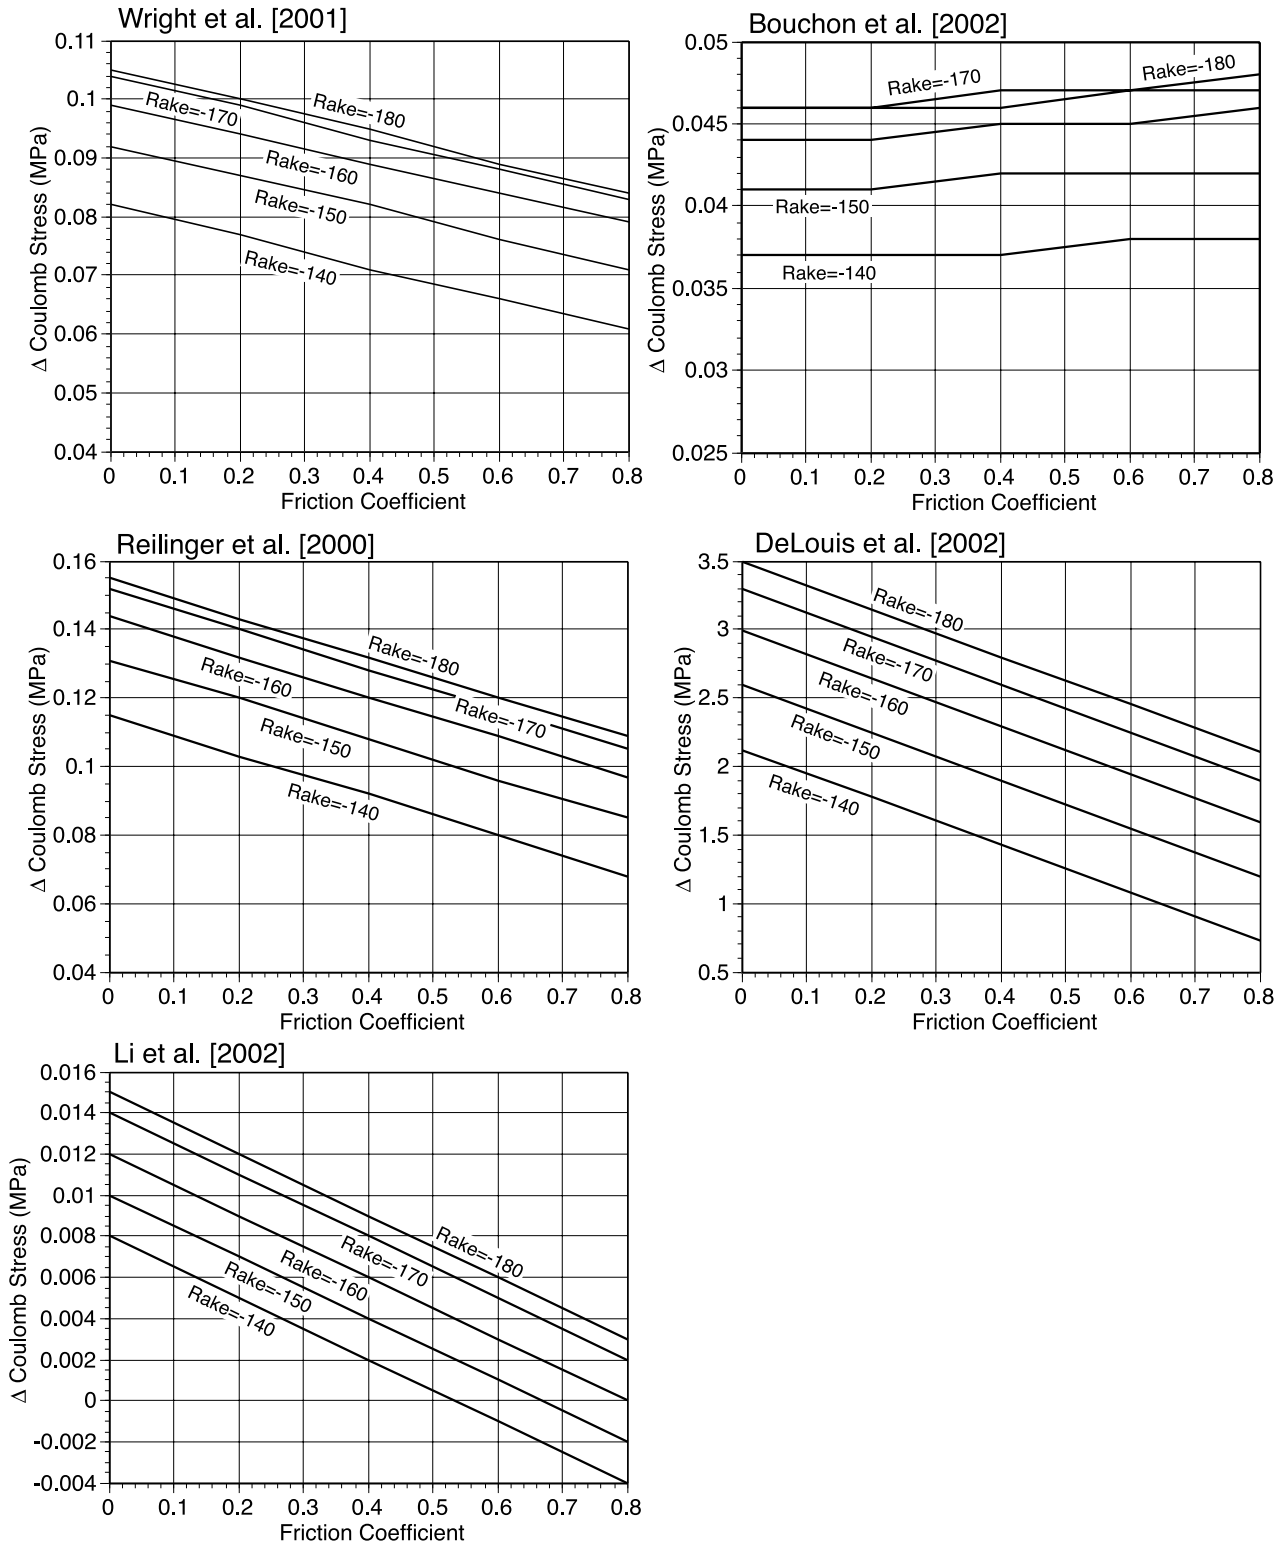 Wright et al. [2001]
0.11
0.1
0.09
0.08
0.07
0.06
0.05
0.04
Δ Coulomb Stress (MPa)
Rake=-180
Rake=-170
Rake=-160
Rake=-150
Rake=-140
0 0.1 0.2 0.3 0.4 0.5 0.6 0.7 0.8
Friction Coefficient
Bouchon et al. [2002]
0.05
0.045
0.04
0.035
0.03
0.025
Δ Coulomb Stress (MPa)
Rake=-180
Rake=-170
Rake=-150
Rake=-140
0 0.1 0.2 0.3 0.4 0.5 0.6 0.7 0.8
Friction Coefficient
Reilinger et al. [2000]
0.16
0.14
0.12
0.1
0.08
0.06
0.04
Δ Coulomb Stress (MPa)
Rake=-180
Rake=-160
Rake=-170
Rake=-150
Rake=-140
0 0.1 0.2 0.3 0.4 0.5 0.6 0.7 0.8
Friction Coefficient
DeLouis et al. [2002]
3.5
3
2.5
2
1.5
1
0.5
Δ Coulomb Stress (MPa)
Rake=-180
Rake=-170
Rake=-160
Rake=-150
Rake=-140
0 0.1 0.2 0.3 0.4 0.5 0.6 0.7 0.8
Friction Coefficient
Li et al. [2002]
0.016
0.014
0.012
0.01
0.008
0.006
0.004
0.002
0
-0.002
-0.004
Δ Coulomb Stress (MPa)
Rake=-180
Rake=-170
Rake=-160
Rake=-150
Rake=-140
0 0.1 0.2 0.3 0.4 0.5 0.6 0.7 0.8
Friction Coefficient